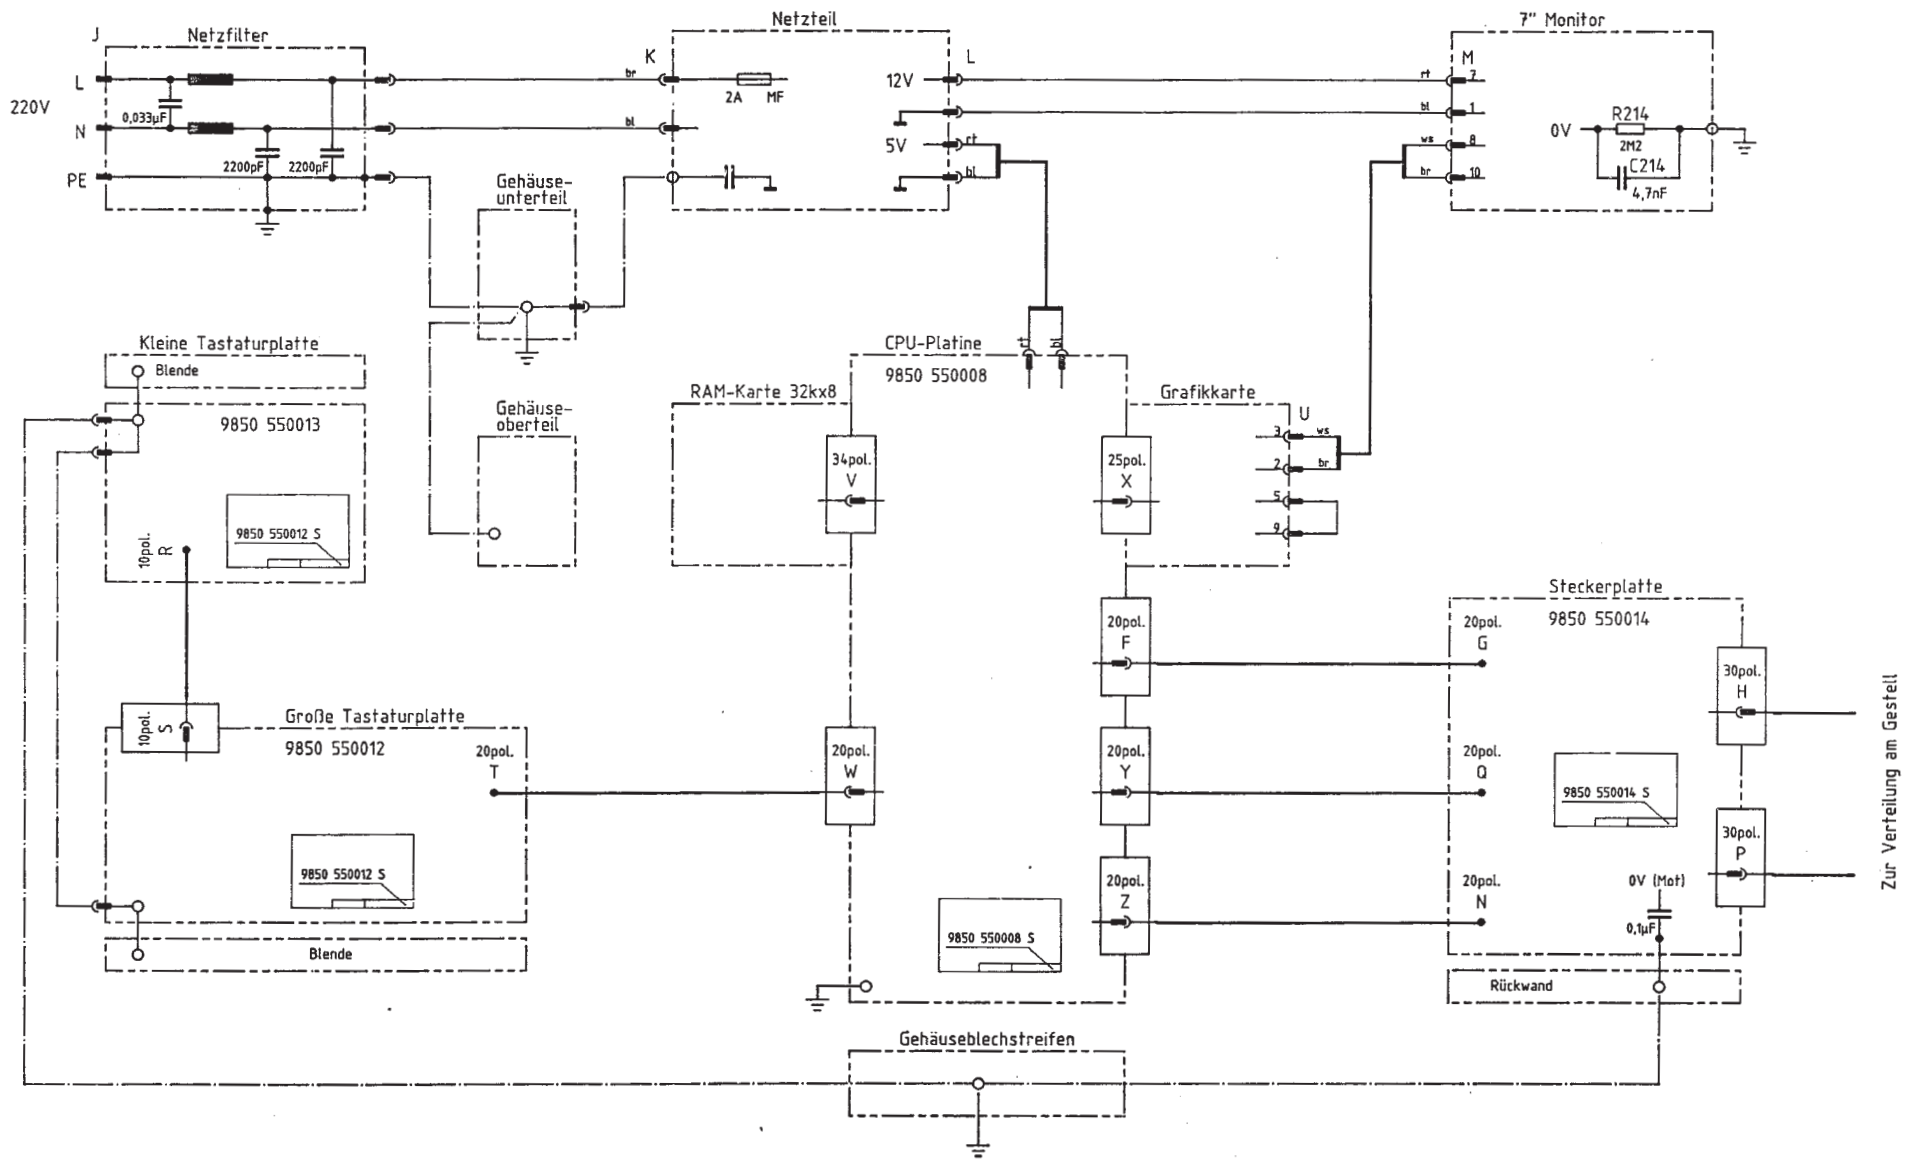 J
Netzfilter
L
220V
0,033µF
N
2200pF
2200pF
PE
br
bl
K
Netzteil
2A
MF
12V
5V
L
rt
bl
7" Monitor
M
rt
7
bl
1
ws
8
br
10
0V
R214
2M2
C214
4,7nF
Gehäuse-
unterteil
Gehäuse-
oberteil
Kleine Tastaturplatte
Blende
9850 550013
9850 550012 S
10pol.
R
10pol.
S
Große Tastaturplatte
9850 550012
20pol.
T
9850 550012 S
Blende
RAM-Karte 32kx8
34pol.
V
CPU-Platine
9850 550008
rt
bl
25pol.
X
Grafikkarte
U
3
ws
2
br
5
9
20pol.
F
20pol.
W
20pol.
Y
20pol.
Z
9850 550008 S
Steckerplatte
9850 550014
20pol.
G
20pol.
Q
20pol.
N
30pol.
H
9850 550014 S
30pol.
P
0V (Mot)
0,1µF
Rückwand
Zur Verteilung am Gestell
Gehäuseblechstreifen